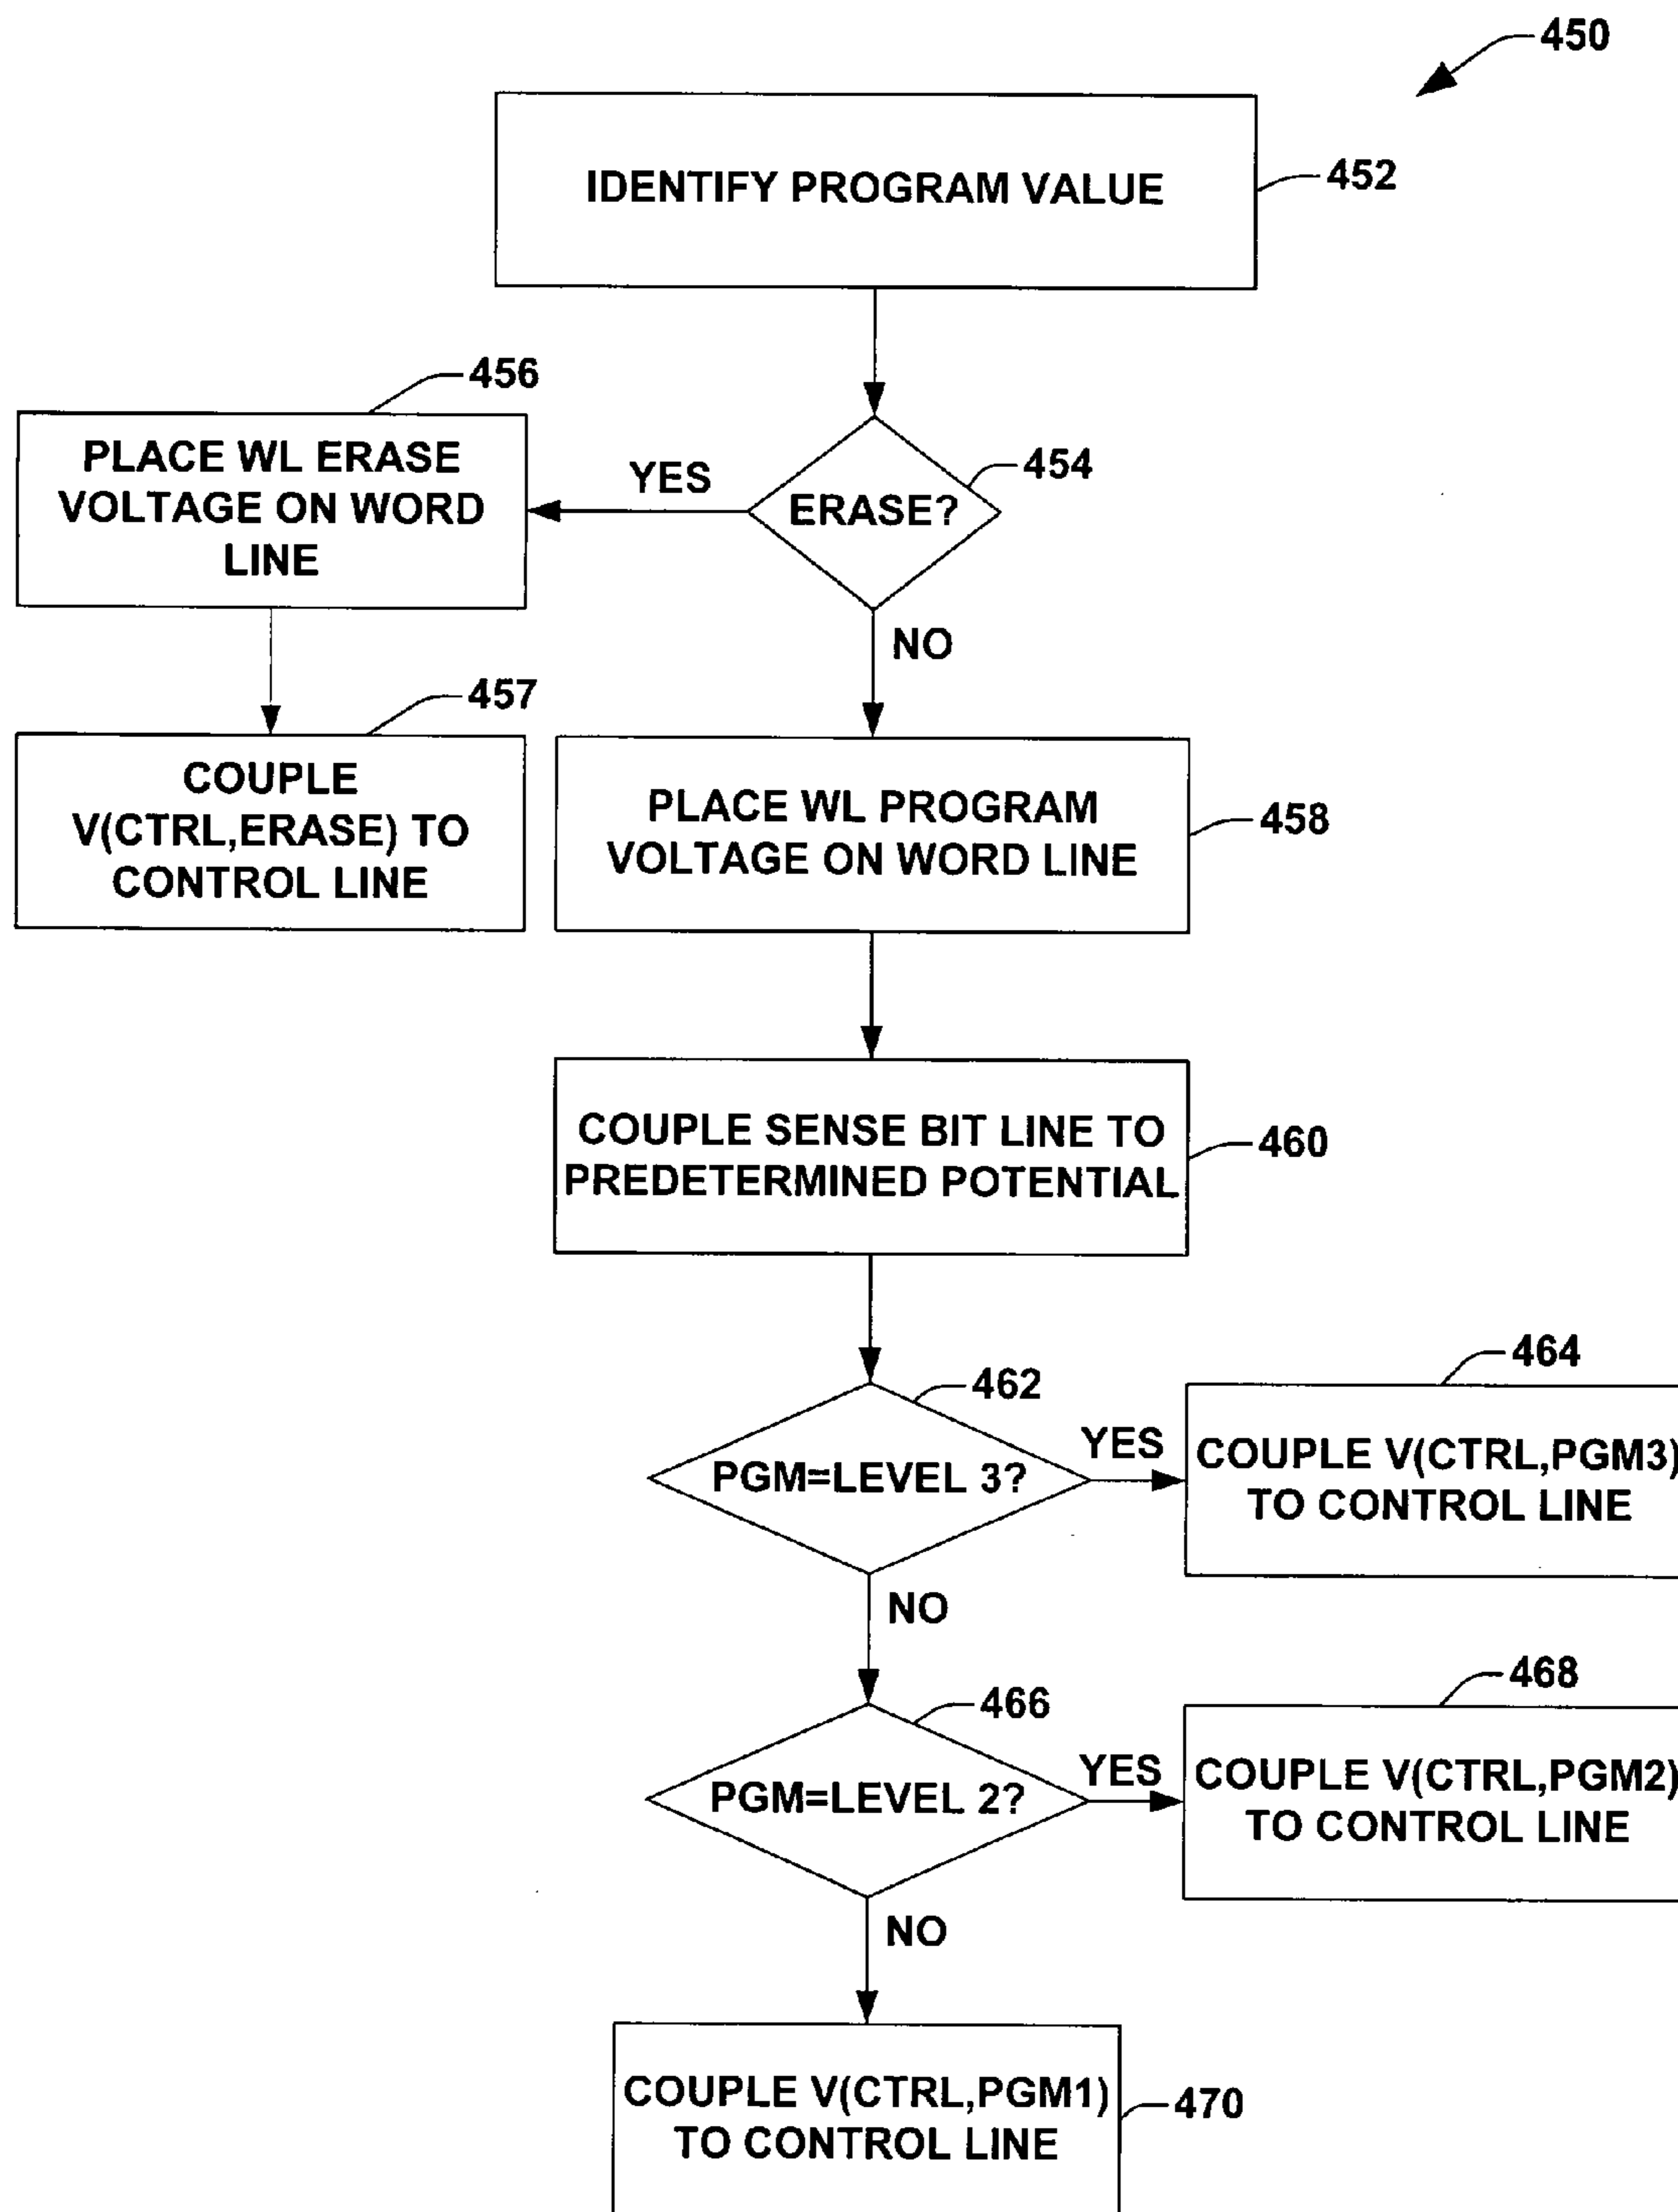 450
IDENTIFY PROGRAM VALUE
452
456
PLACE WL ERASE
VOLTAGE ON WORD
LINE
YES
454
ERASE?
NO
457
COUPLE
V(CTRL,ERASE) TO
CONTROL LINE
PLACE WL PROGRAM
VOLTAGE ON WORD LINE
458
COUPLE SENSE BIT LINE TO
PREDETERMINED POTENTIAL
460
462
PGM=LEVEL 3?
YES
464
COUPLE V(CTRL,PGM3)
TO CONTROL LINE
NO
466
PGM=LEVEL 2?
YES
468
COUPLE V(CTRL,PGM2)
TO CONTROL LINE
NO
COUPLE V(CTRL,PGM1)
TO CONTROL LINE
470